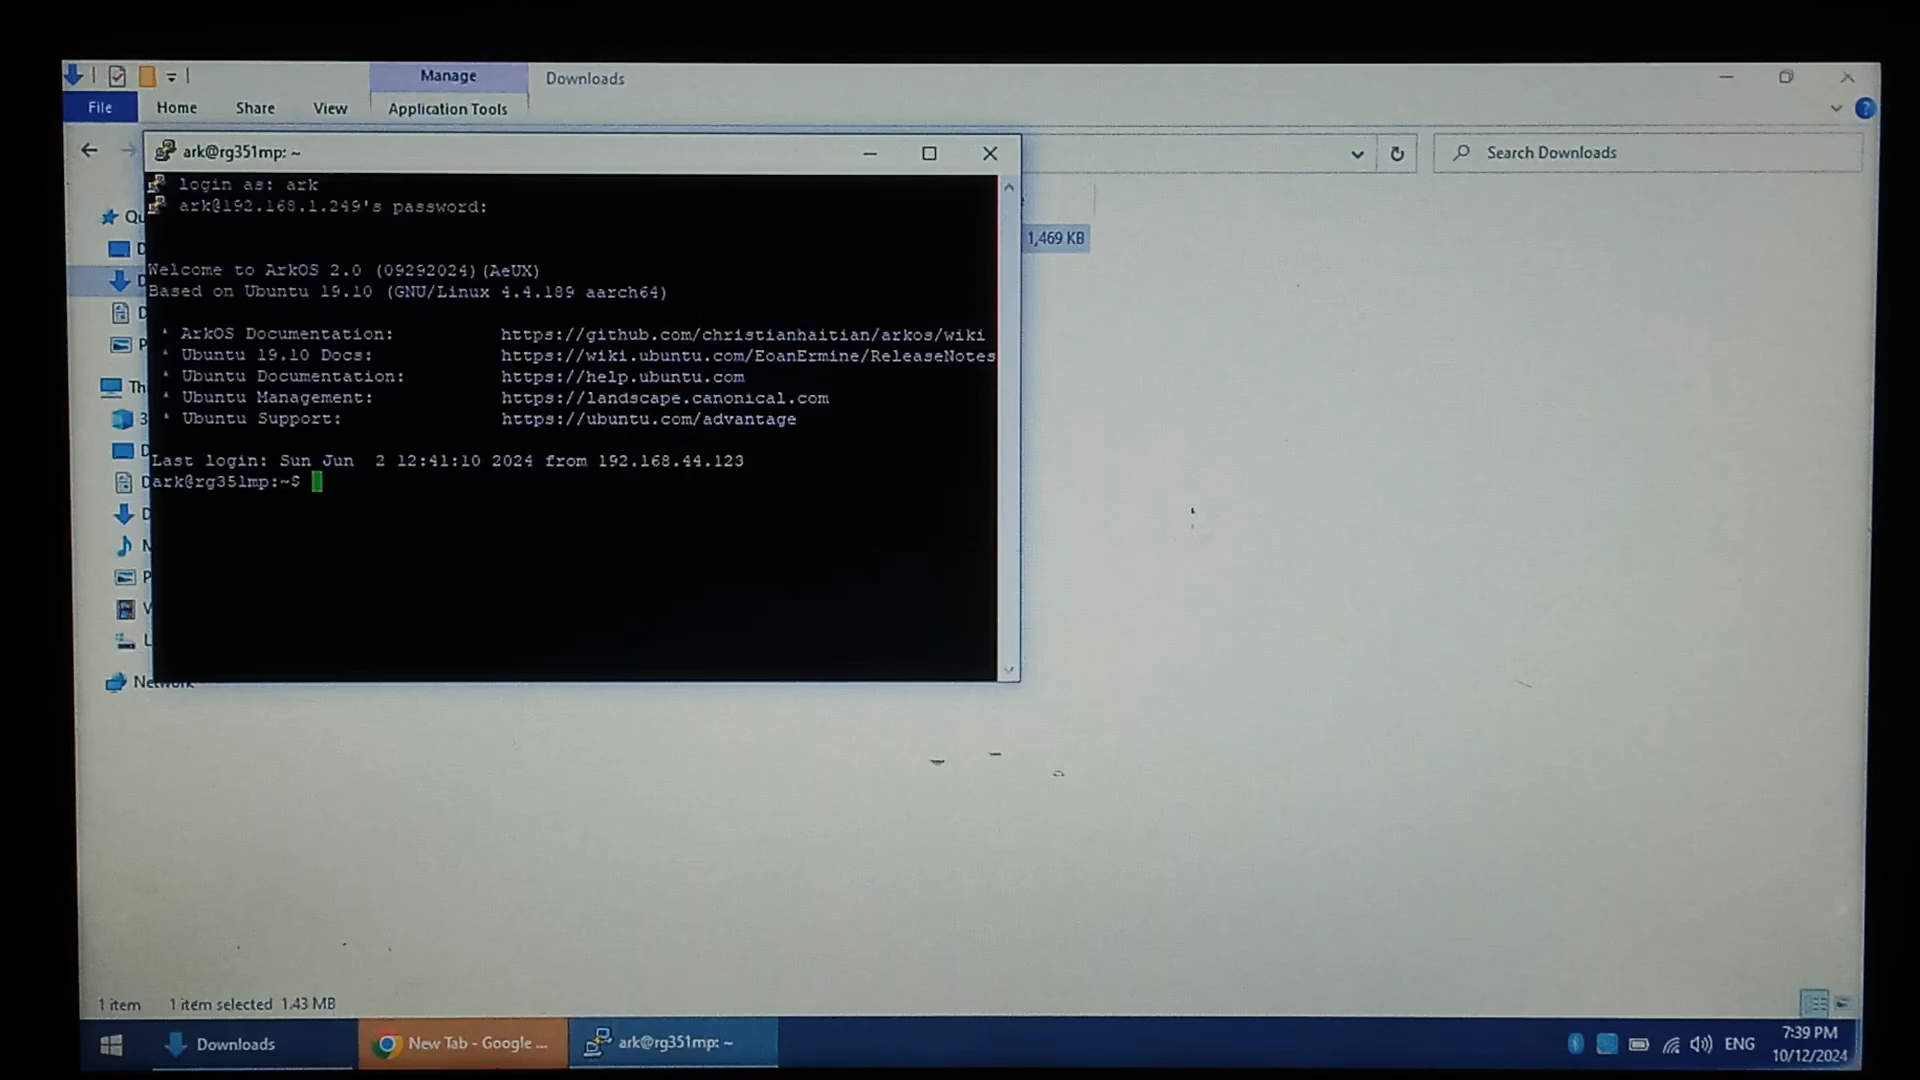 Manage
Downloads
File
Home
Share
View
Application Tools
ark@rg351mp: ~
Search Downloads
login as: ark
ark@192.168.1.249's password:
1,469 KB
Welcome to ArkOS 2.0 (09292024)(AeUX)
Based on Ubuntu 19.10 (GNU/Linux 4.4.189 aarch64)
* ArkOS Documentation: https://github.com/christianhaitian/arkos/wiki
* Ubuntu 19.10 Docs: https://wiki.ubuntu.com/EoanErmine/ReleaseNotes
* Ubuntu Documentation: https://help.ubuntu.com
* Ubuntu Management: https://landscape.canonical.com
* Ubuntu Support: https://ubuntu.com/advantage
Last login: Sun Jun 2 12:41:10 2024 from 192.168.44.123
ark@rg351mp:~$
Network
1 item 1 item selected 1.43 MB
Downloads
New Tab - Google ...
ark@rg351mp: ~
ENG
7:39 PM
10/12/2024